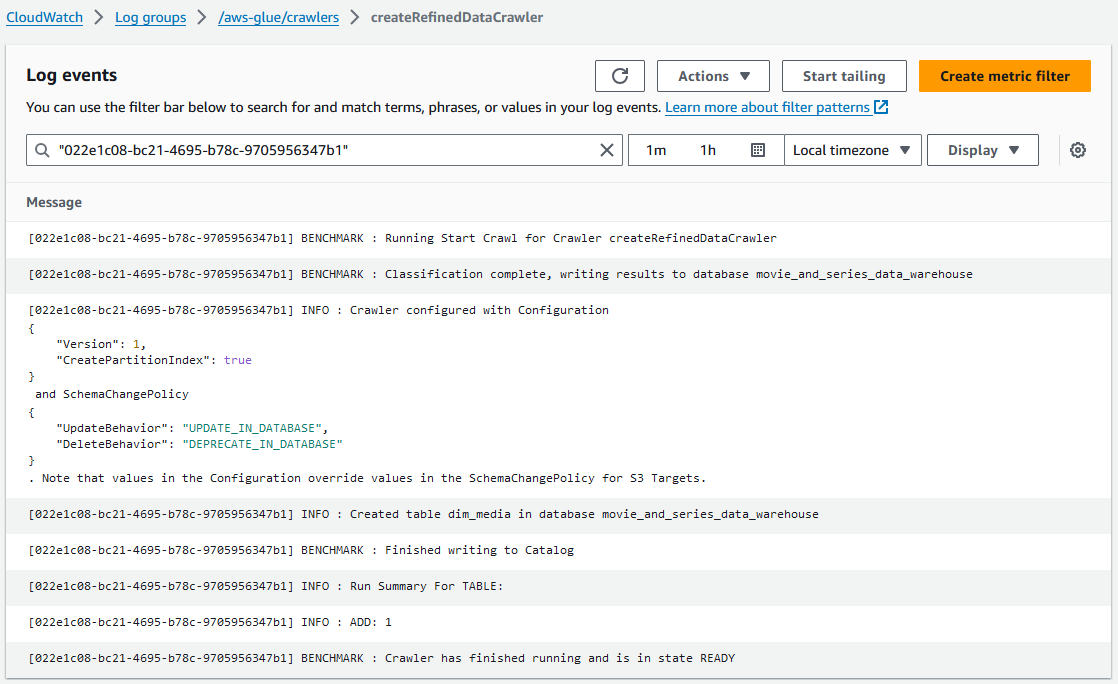 CloudWatch > Log groups > /aws-glue/crawlers > createRefinedDataCrawler
Log events
Actions
Start tailing
Create metric filter
You can use the filter bar below to search for and match terms, phrases, or values in your log events. Learn more about filter patterns
"022e1c08-bc21-4695-b78c-9705956347b1"
1m
1h
Local timezone
Display
Message
[022e1c08-bc21-4695-b78c-9705956347b1] BENCHMARK : Running Start Crawl for Crawler createRefinedDataCrawler
[022e1c08-bc21-4695-b78c-9705956347b1] BENCHMARK : Classification complete, writing results to database movie_and_series_data_warehouse
[022e1c08-bc21-4695-b78c-9705956347b1] INFO : Crawler configured with Configuration
{
    "Version": 1,
    "CreatePartitionIndex": true
}
 and SchemaChangePolicy
{
    "UpdateBehavior": "UPDATE_IN_DATABASE",
    "DeleteBehavior": "DEPRECATE_IN_DATABASE"
}
. Note that values in the Configuration override values in the SchemaChangePolicy for S3 Targets.
[022e1c08-bc21-4695-b78c-9705956347b1] INFO : Created table dim_media in database movie_and_series_data_warehouse
[022e1c08-bc21-4695-b78c-9705956347b1] BENCHMARK : Finished writing to Catalog
[022e1c08-bc21-4695-b78c-9705956347b1] INFO : Run Summary For TABLE:
[022e1c08-bc21-4695-b78c-9705956347b1] INFO : ADD: 1
[022e1c08-bc21-4695-b78c-9705956347b1] BENCHMARK : Crawler has finished running and is in state READY